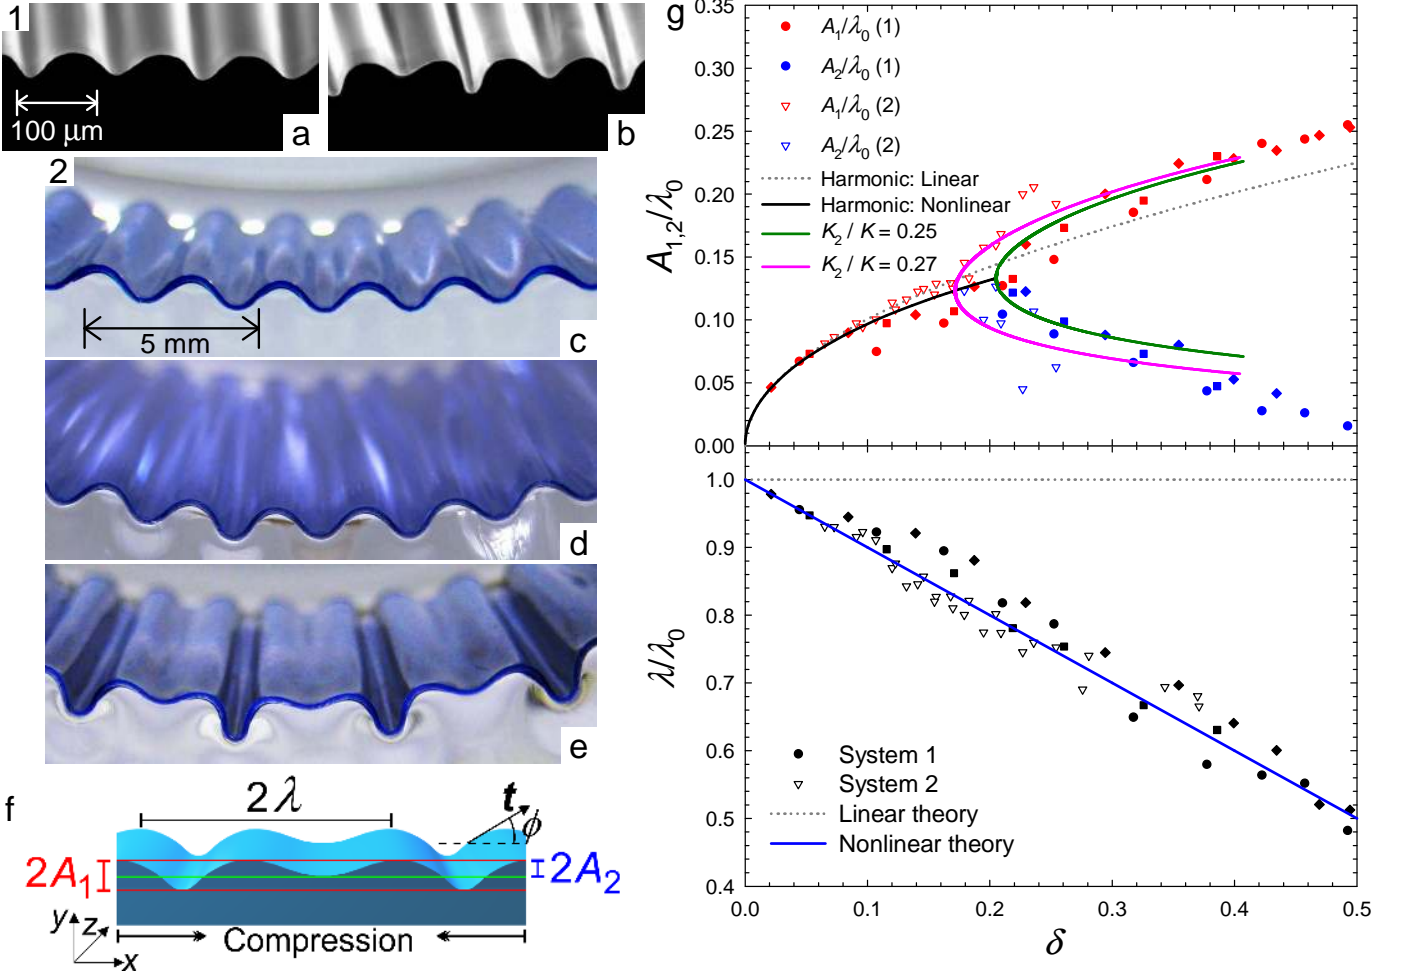 1
100 μm
a
b
2
5 mm
c
d
e
f
2λ
t
ϕ
2A₁
2A₂
y
z
x
Compression
g
A₁/λ₀ (1)
A₂/λ₀ (1)
A₁/λ₀ (2)
A₂/λ₀ (2)
Harmonic: Linear
Harmonic: Nonlinear
K₂ / K = 0.25
K₂ / K = 0.27
A₁,₂/λ₀
0.35
0.30
0.25
0.20
0.15
0.10
0.05
0.00
λ/λ₀
1.0
0.9
0.8
0.7
0.6
0.5
0.4
System 1
System 2
Linear theory
Nonlinear theory
0.0 0.1 0.2 0.3 0.4 0.5
δ